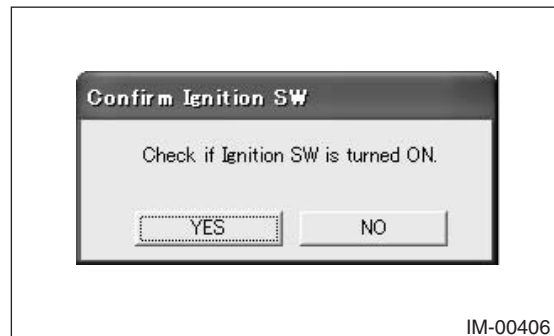 Confirm Ignition SW
Check if Ignition SW is turned ON.
YES NO
IM-00406